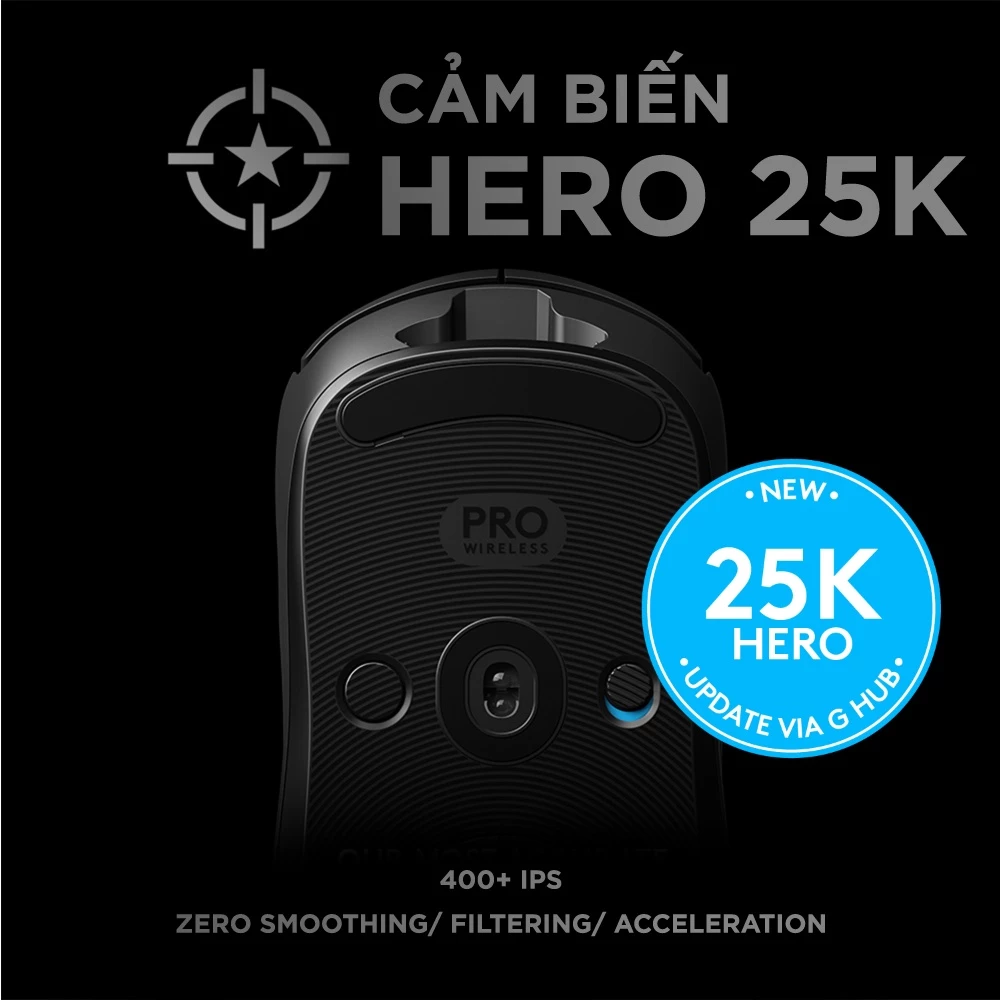 CẢM BIẾN
HERO 25K
PRO
WIRELESS
• NEW •
25K
HERO
• UPDATE VIA G HUB •
400+ IPS
ZERO SMOOTHING/ FILTERING/ ACCELERATION